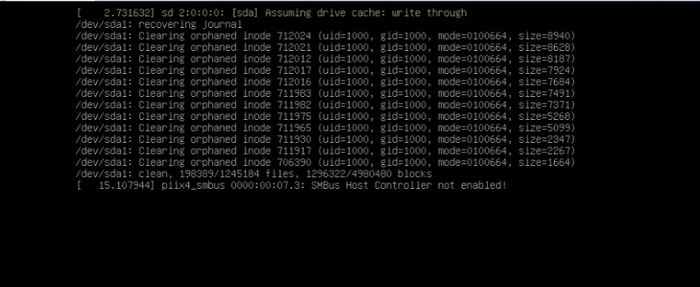 [    2.731632] sd 2:0:0:0: [sda] Assuming drive cache: write through
/dev/sda1: recovering journal
/dev/sda1: Clearing orphaned inode 712024 (uid=1000, gid=1000, mode=0100664, size=8940)
/dev/sda1: Clearing orphaned inode 712021 (uid=1000, gid=1000, mode=0100664, size=8628)
/dev/sda1: Clearing orphaned inode 712012 (uid=1000, gid=1000, mode=0100664, size=8187)
/dev/sda1: Clearing orphaned inode 712017 (uid=1000, gid=1000, mode=0100664, size=7924)
/dev/sda1: Clearing orphaned inode 712016 (uid=1000, gid=1000, mode=0100664, size=7684)
/dev/sda1: Clearing orphaned inode 711983 (uid=1000, gid=1000, mode=0100664, size=7491)
/dev/sda1: Clearing orphaned inode 711982 (uid=1000, gid=1000, mode=0100664, size=7371)
/dev/sda1: Clearing orphaned inode 711975 (uid=1000, gid=1000, mode=0100664, size=5268)
/dev/sda1: Clearing orphaned inode 711965 (uid=1000, gid=1000, mode=0100664, size=5099)
/dev/sda1: Clearing orphaned inode 711930 (uid=1000, gid=1000, mode=0100664, size=2347)
/dev/sda1: Clearing orphaned inode 711917 (uid=1000, gid=1000, mode=0100664, size=2267)
/dev/sda1: Clearing orphaned inode 706390 (uid=1000, gid=1000, mode=0100664, size=1664)
/dev/sda1: clean, 198389/1245184 files, 1296322/4980480 blocks
[   15.107944] piix4_smbus 0000:00:07.3: SMBus Host Controller not enabled!